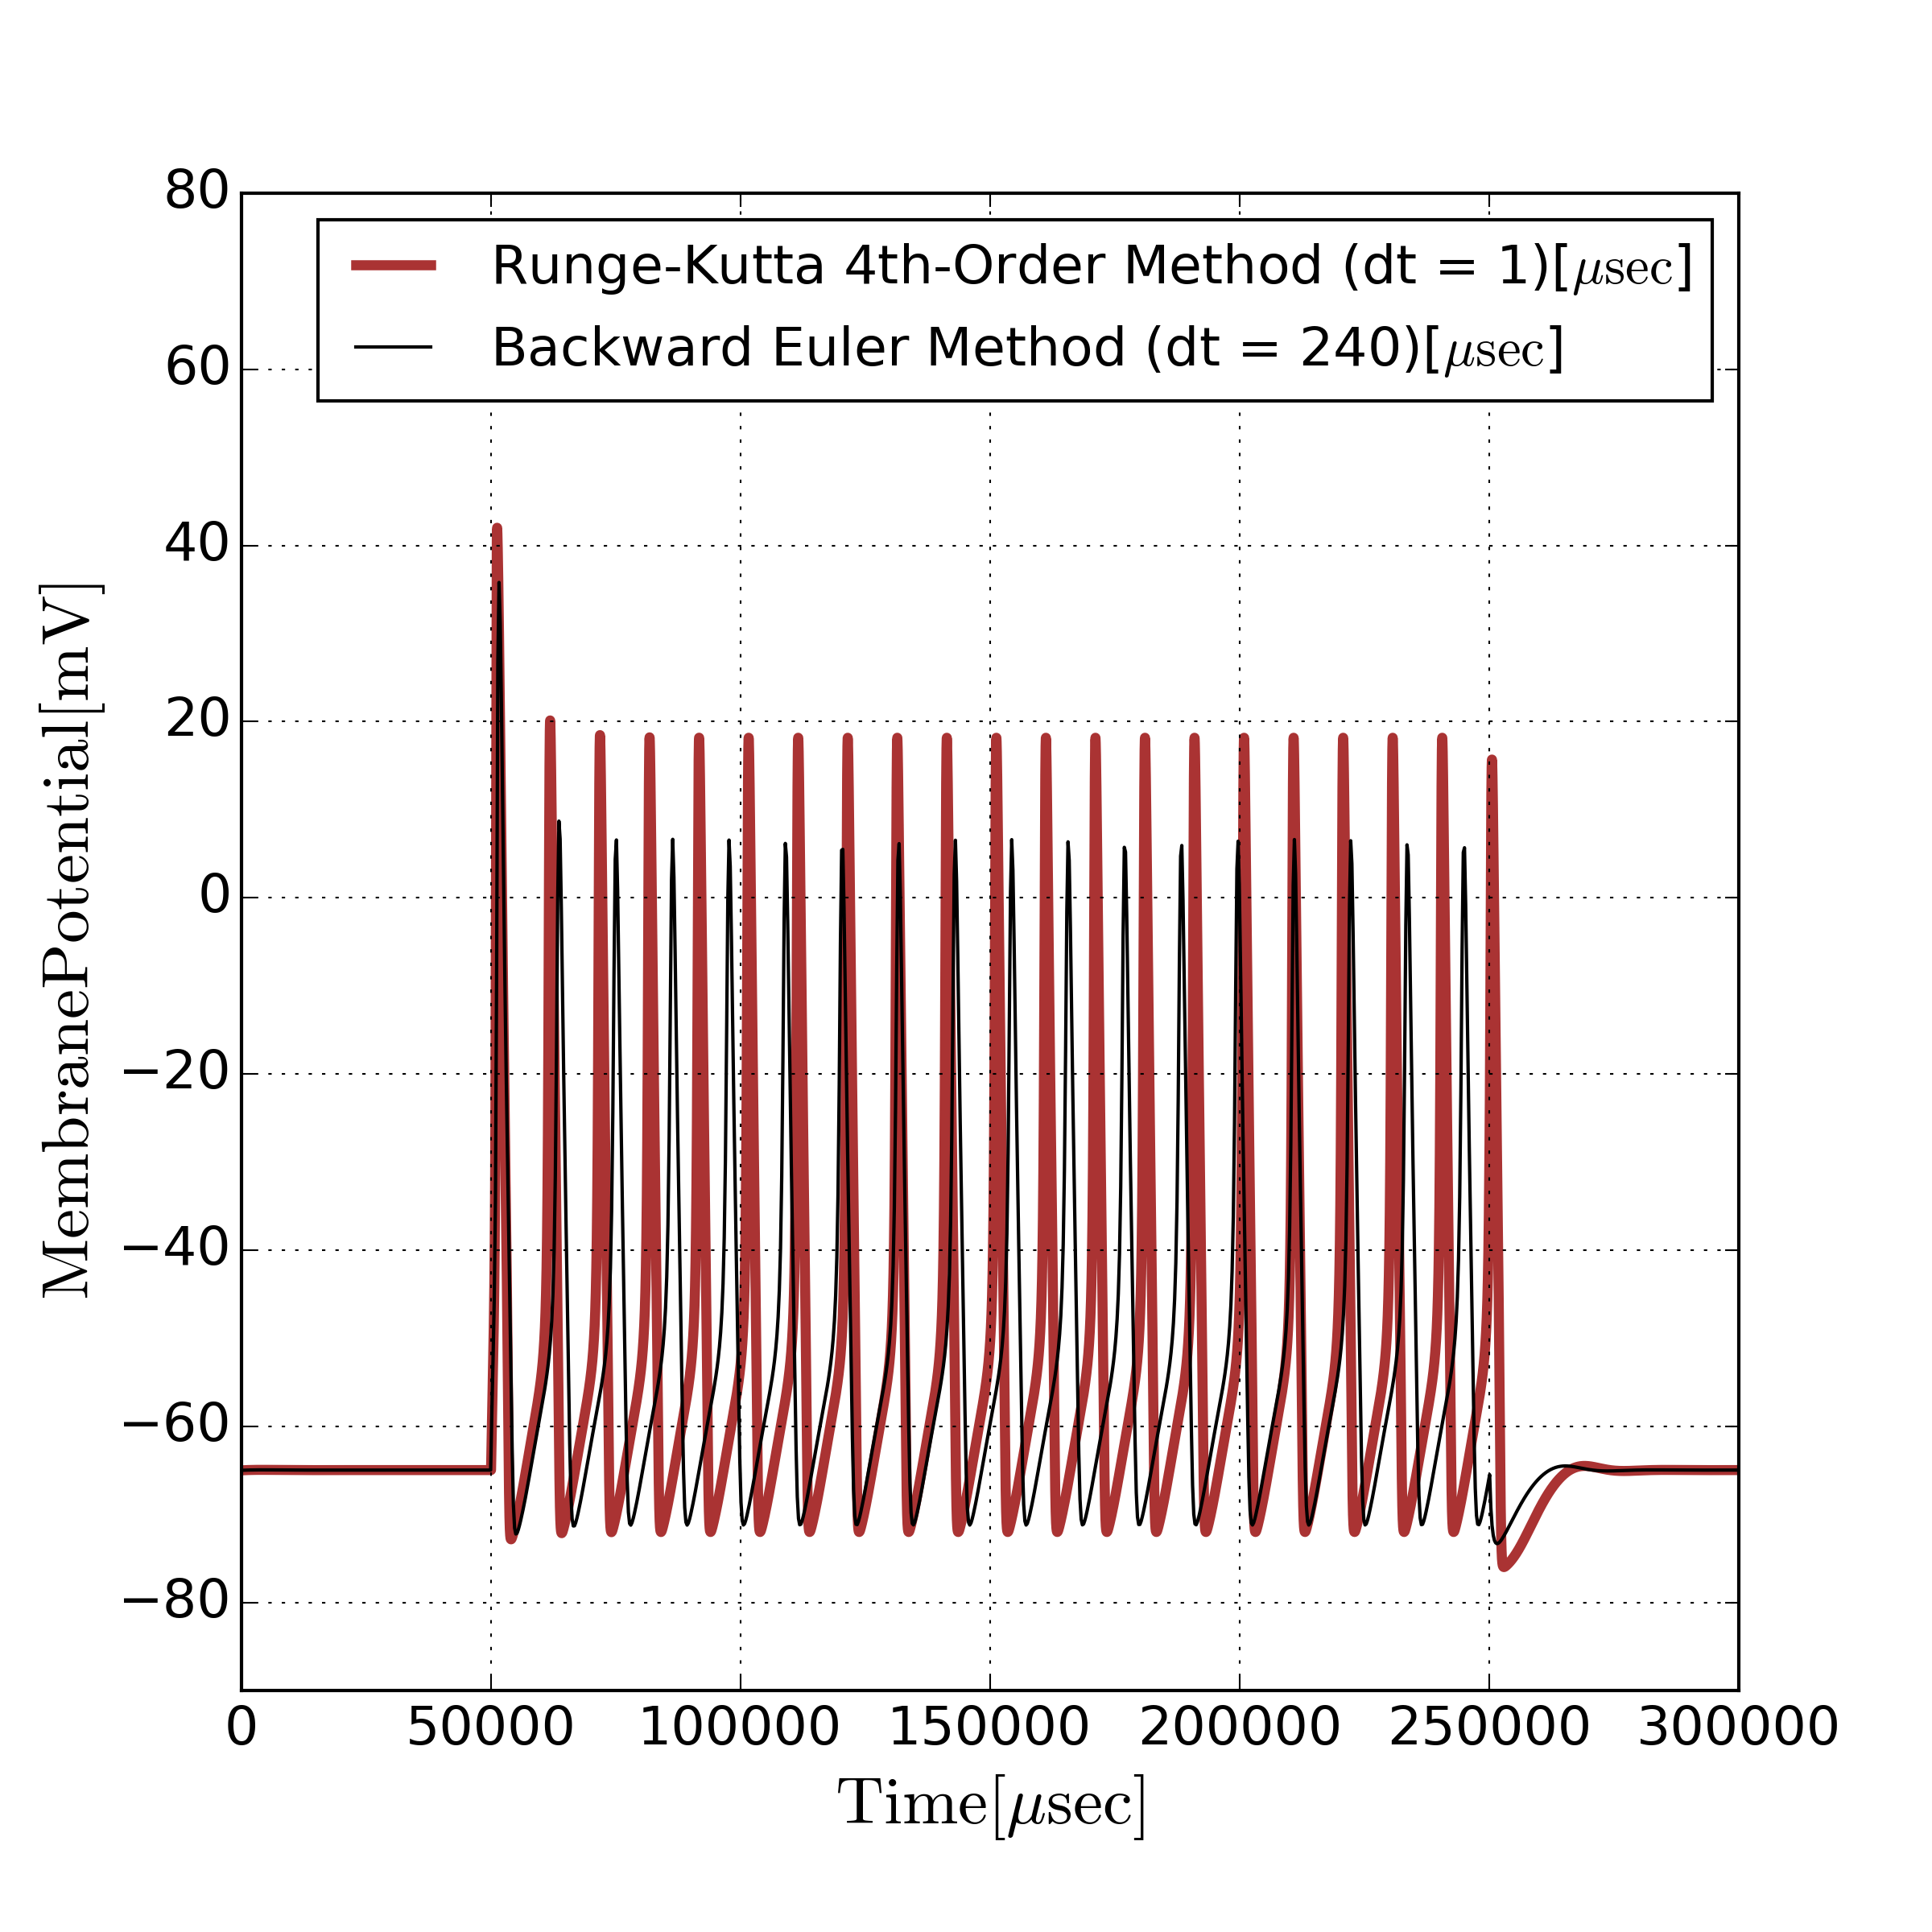 80
Runge-Kutta 4th-Order Method (dt = 1)[μsec]
Backward Euler Method (dt = 240)[μsec]
60
40
20
0
−20
−40
−60
−80
MembranePotential[mV]
0 50000 100000 150000 200000 250000 300000
Time[μsec]